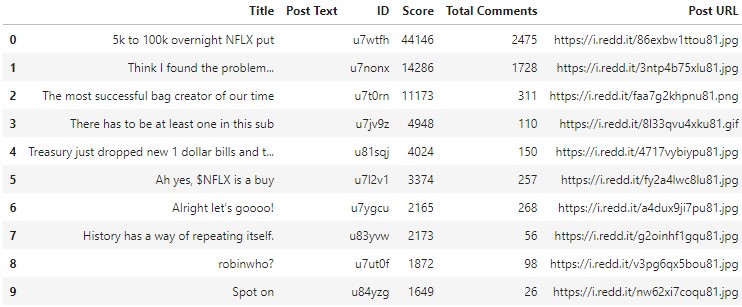 Title Post Text ID Score Total Comments Post URL
0 5k to 100k overnight NFLX put u7wtfh 44146 2475 https://i.redd.it/86exbw1ttou81.jpg
1 Think I found the problem... u7nonx 14286 1728 https://i.redd.it/3ntp4b75xlu81.jpg
2 The most successful bag creator of our time u7t0rn 11173 311 https://i.redd.it/faa7g2khpnu81.png
3 There has to be at least one in this sub u7jv9z 4948 110 https://i.redd.it/8l33qvu4xku81.gif
4 Treasury just dropped new 1 dollar bills and t... u81sqj 4024 150 https://i.redd.it/4717vybiypu81.jpg
5 Ah yes, $NFLX is a buy u7l2v1 3374 257 https://i.redd.it/fy2a4lwc8lu81.jpg
6 Alright let's goooo! u7ygcu 2165 268 https://i.redd.it/a4dux9ji7pu81.jpg
7 History has a way of repeating itself. u83yvw 2173 56 https://i.redd.it/g2oinhf1gqu81.jpg
8 robinwho? u7ut0f 1872 98 https://i.redd.it/v3pg6qx5bou81.jpg
9 Spot on u84yzg 1649 26 https://i.redd.it/nw62xi7coqu81.jpg